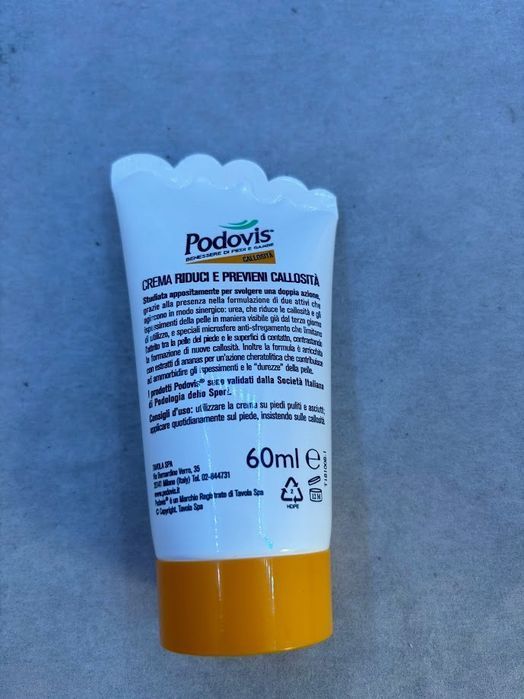 Podovis™
BENESSERE DI PIEDI E GAMBE
CALLOSITÀ
CREMA RIDUCI E PREVIENI CALLOSITÀ
Studiata appositamente per svolgere una doppia azione,
grazie alla presenza nella formulazione di due attivi che
agiscono in modo sinergico: urea, che riduce le callosità e gli
ispessimenti della pelle in maniera visibile già dal terzo giorno
di utilizzo, e speciali microsfere anti-sfregamento che limitano
l'attrito tra la pelle del piede e le superfici di contatto, contrastando
la formazione di nuove callosità. Inoltre la formula è arricchita
con estratti di ananas per un'azione cheratolitica che contribuisce
ad ammorbidire gli ispessimenti e le "durezze" della pelle.
I prodotti Podovis® sono validati dalla Società Italiana
di Podologia dello Sport.
Consigli d'uso: utilizzare la crema su piedi puliti e asciutti;
applicare quotidianamente sul piede, insistendo sulle callosità.
60ml e
TAVOLA SPA
Via Bernardino Verro, 35
20141 Milano (Italy) Tel. 02-844731
www.podovis.it
Podovis® è un Marchio Registrato di Tavola Spa
© Copyright, Tavola Spa
2
HDPE
12 M